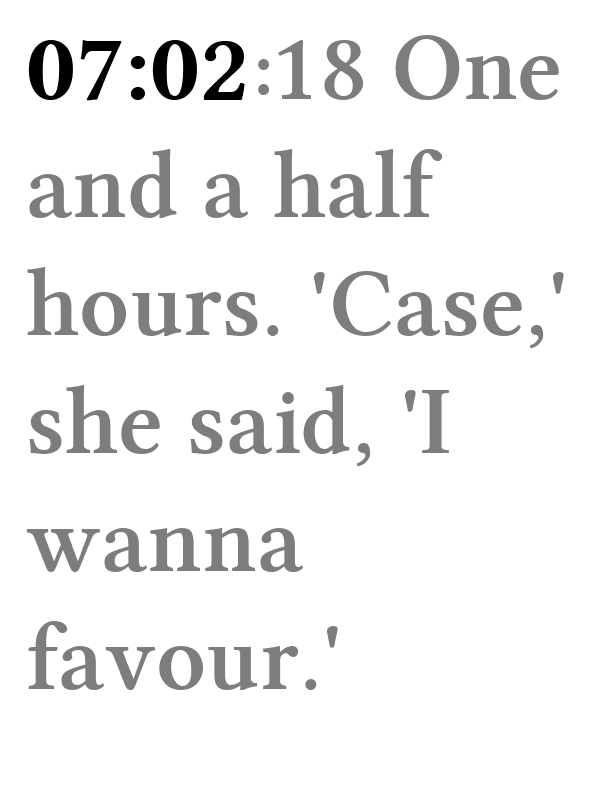 07:02:18 One
and a half
hours. 'Case,'
she said, 'I
wanna
favour.'